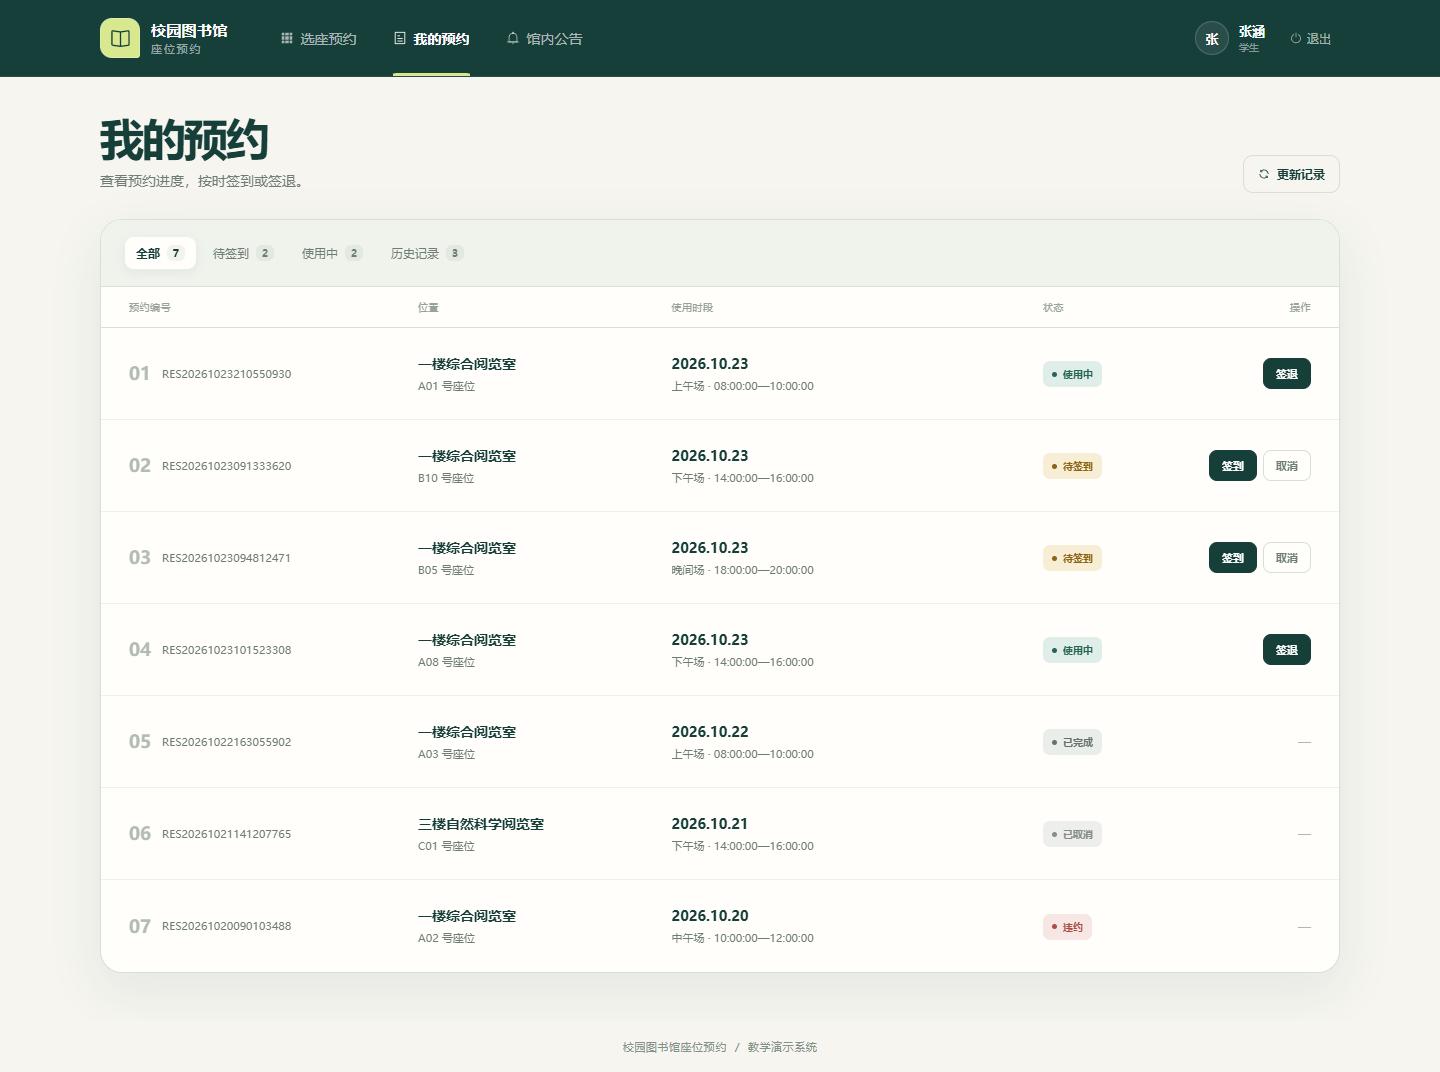 校园图书馆
座位预约
选座预约
我的预约
馆内公告
张
张涵
学生
退出
我的预约
查看预约进度，按时签到或签退。
更新记录
全部 7
待签到 2
使用中 2
历史记录 3
预约编号 位置 使用时段 状态 操作
01 RES20261023210550930
一楼综合阅览室
A01 号座位
2026.10.23
上午场 · 08:00:00—10:00:00
使用中
签退
02 RES20261023091333620
一楼综合阅览室
B10 号座位
2026.10.23
下午场 · 14:00:00—16:00:00
待签到
签到 取消
03 RES20261023094812471
一楼综合阅览室
B05 号座位
2026.10.23
晚间场 · 18:00:00—20:00:00
待签到
签到 取消
04 RES20261023101523308
一楼综合阅览室
A08 号座位
2026.10.23
下午场 · 14:00:00—16:00:00
使用中
签退
05 RES20261022163055902
一楼综合阅览室
A03 号座位
2026.10.22
上午场 · 08:00:00—10:00:00
已完成
—
06 RES20261021141207765
三楼自然科学阅览室
C01 号座位
2026.10.21
下午场 · 14:00:00—16:00:00
已取消
—
07 RES20261020090103488
一楼综合阅览室
A02 号座位
2026.10.20
中午场 · 10:00:00—12:00:00
违约
—
校园图书馆座位预约 / 教学演示系统